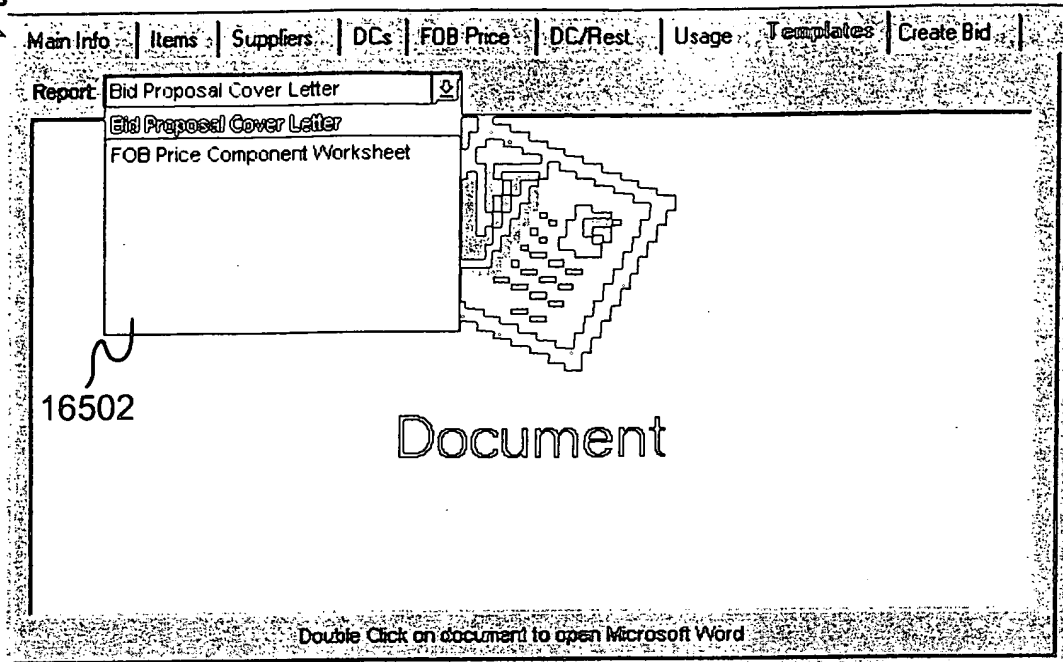 Main Info Items Suppliers DCs FOB Price DC/Rest Usage Templates Create Bid
Report: Bid Proposal Cover Letter
Bid Proposal Cover Letter
FOB Price Component Worksheet
16502
Document
Double Click on document to open Microsoft Word